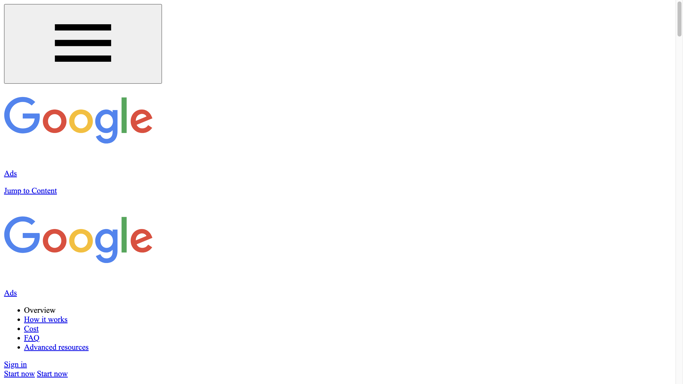 Google
Ads
Jump to Content
Google
Ads
Overview
How it works
Cost
FAQ
Advanced resources
Sign in
Start now Start now